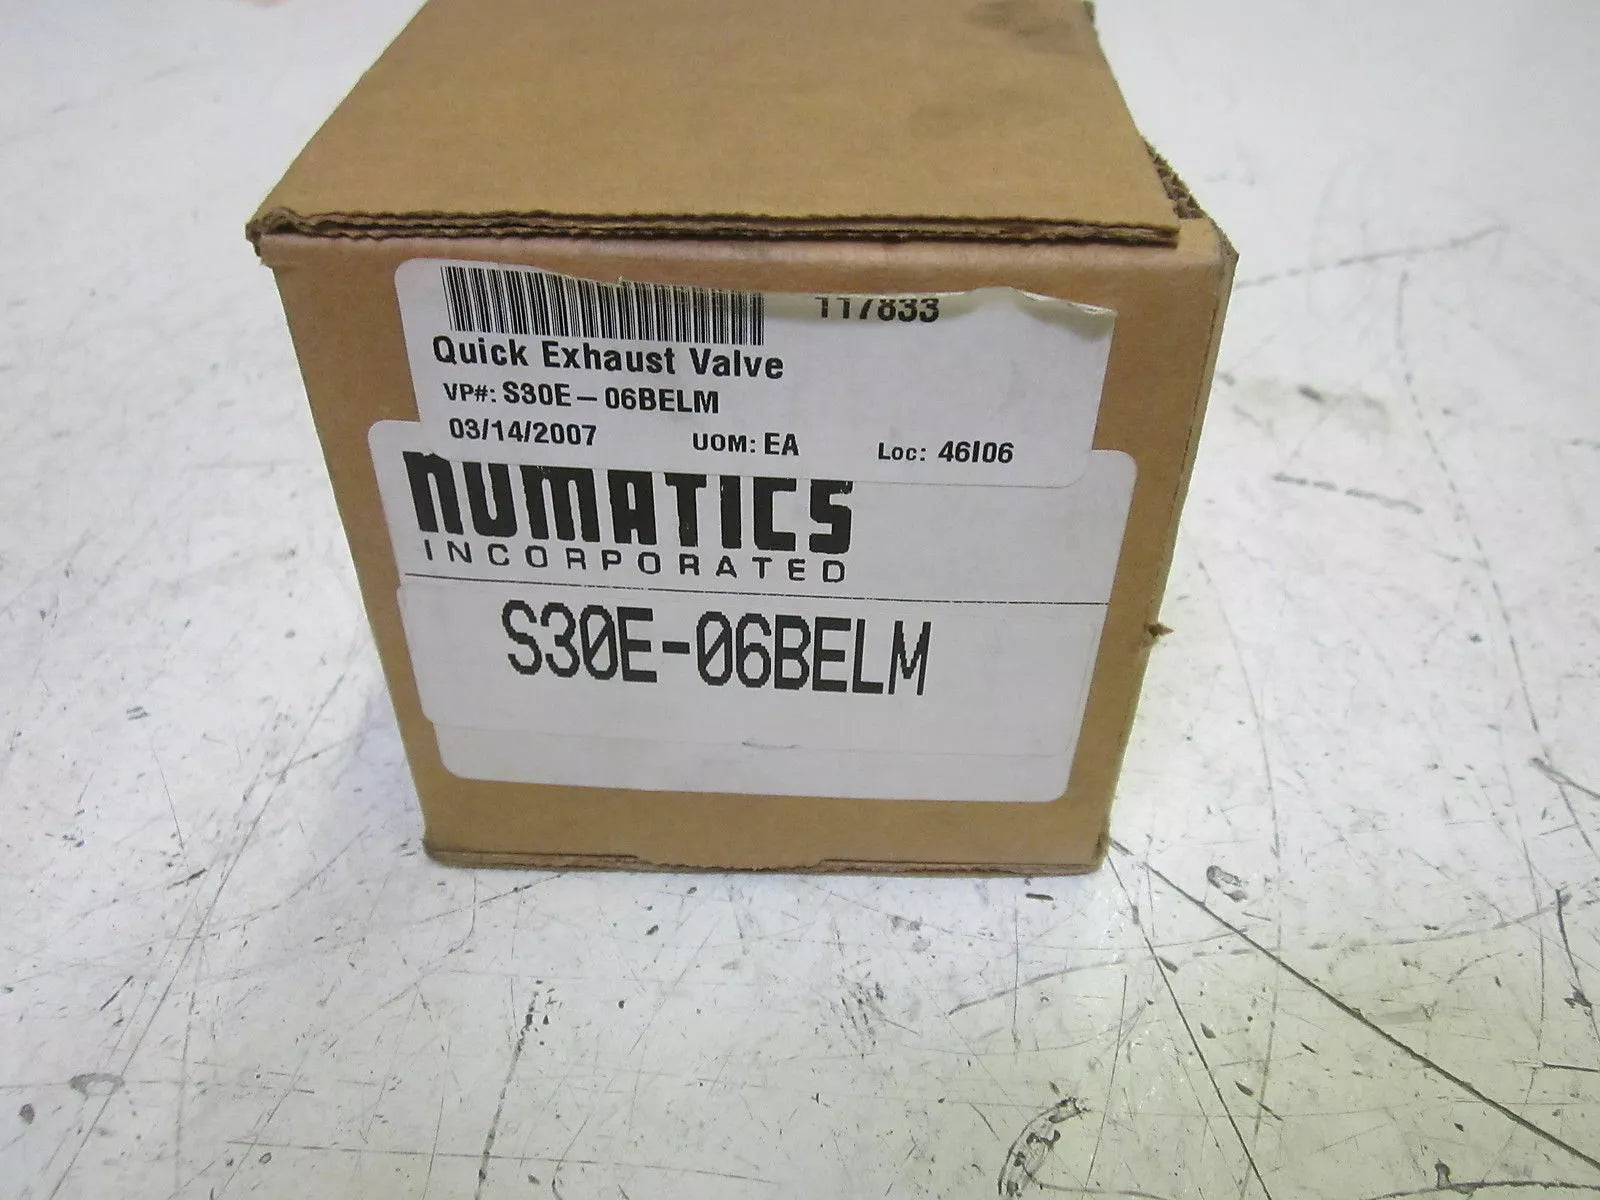 117833
Quick Exhaust Valve
VP#: S30E-06BELM
03/14/2007 UOM: EA Loc: 46I06
NUMATICS
INCORPORATED
S30E-06BELM